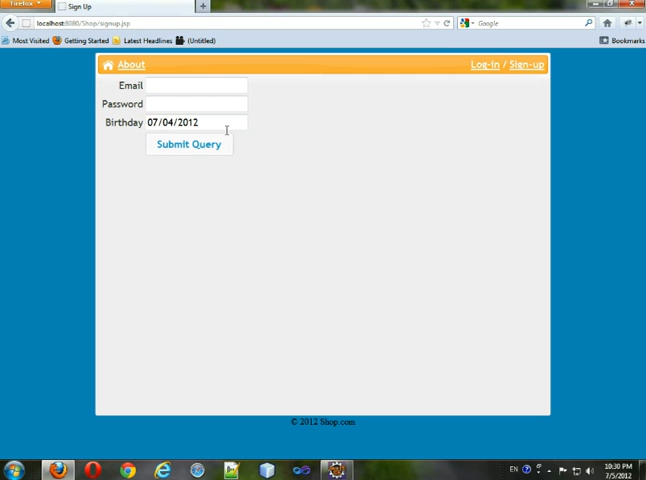 Firefox
Sign Up
localhost:8080/Shop/signup.jsp
Google
Most Visited Getting Started Latest Headlines (Untitled) Bookmarks
About Log-in / Sign-up
Email
Password
Birthday 07/04/2012
Submit Query
© 2012 Shop.com
EN 10:30 PM
7/5/2012